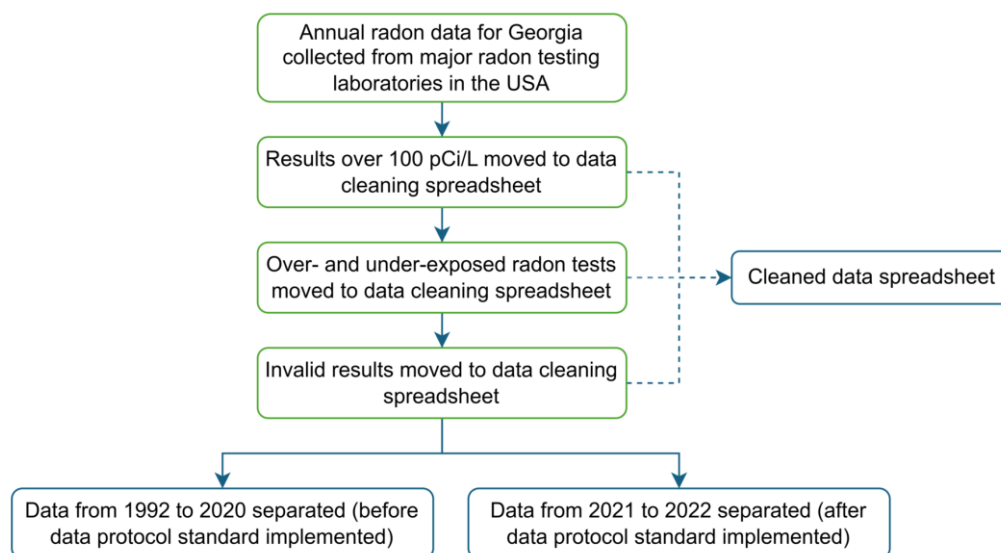 Annual radon data for Georgia
collected from major radon testing
laboratories in the USA
Results over 100 pCi/L moved to data
cleaning spreadsheet
Over- and under-exposed radon tests
moved to data cleaning spreadsheet
Cleaned data spreadsheet
Invalid results moved to data cleaning
spreadsheet
Data from 1992 to 2020 separated (before
data protocol standard implemented)
Data from 2021 to 2022 separated (after
data protocol standard implemented)